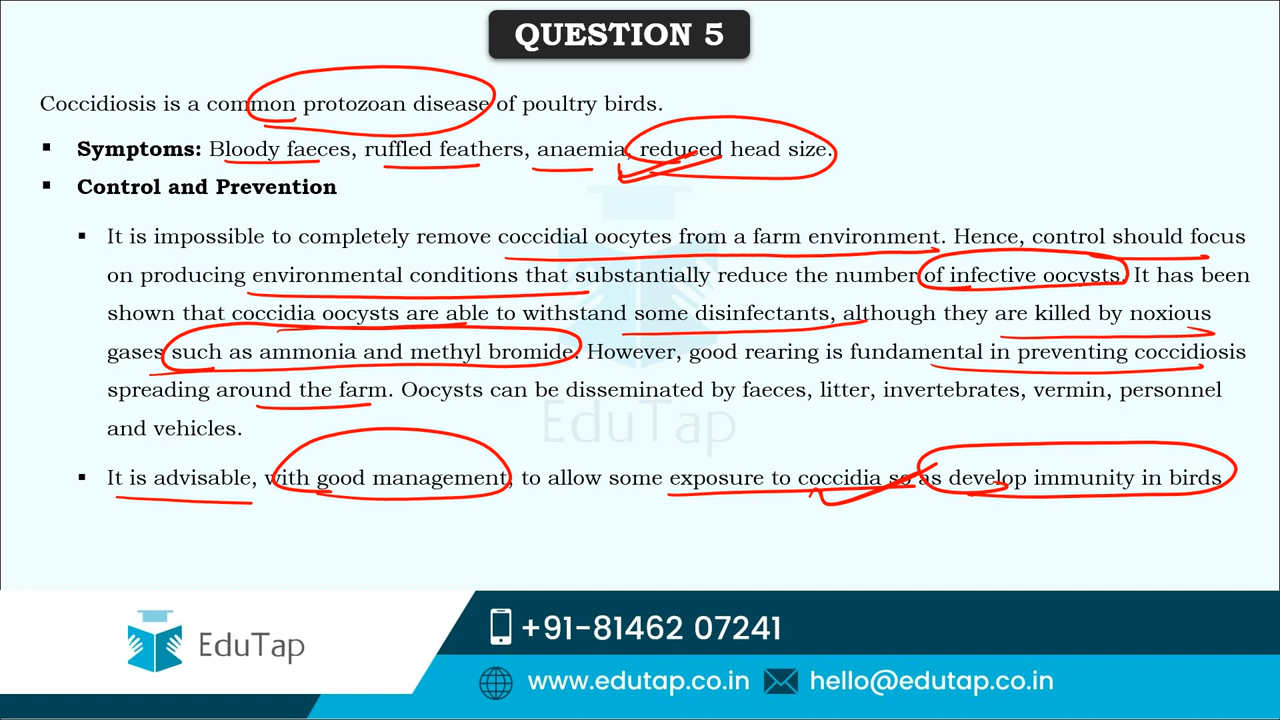 QUESTION 5
Coccidiosis is a common protozoan disease of poultry birds.
▪ Symptoms: Bloody faeces, ruffled feathers, anaemia, reduced head size.
▪ Control and Prevention
▪ It is impossible to completely remove coccidial oocytes from a farm environment. Hence, control should focus
on producing environmental conditions that substantially reduce the number of infective oocysts. It has been
shown that coccidia oocysts are able to withstand some disinfectants, although they are killed by noxious
gases such as ammonia and methyl bromide. However, good rearing is fundamental in preventing coccidiosis
spreading around the farm. Oocysts can be disseminated by faeces, litter, invertebrates, vermin, personnel
and vehicles.
EduTap
▪ It is advisable, with good management, to allow some exposure to coccidia so as develop immunity in birds.
EduTap
+91-81462 07241
www.edutap.co.in
hello@edutap.co.in